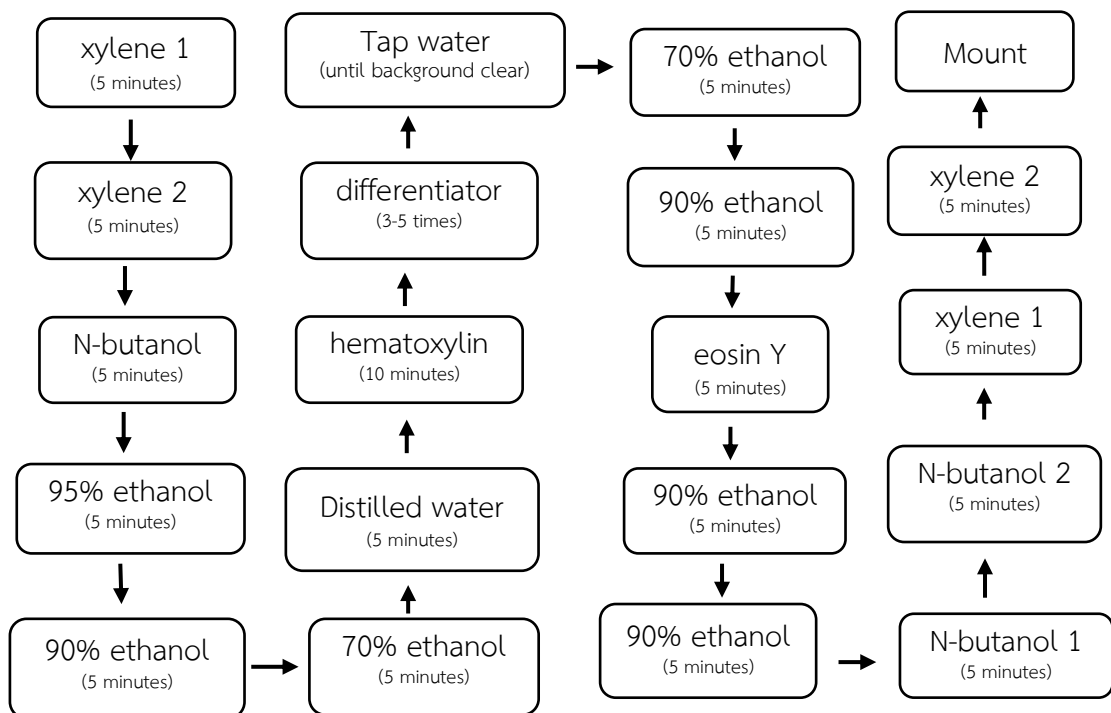 xylene 1
(5 minutes)
xylene 2
(5 minutes)
N-butanol
(5 minutes)
95% ethanol
(5 minutes)
90% ethanol
(5 minutes)
70% ethanol
(5 minutes)
Distilled water
(5 minutes)
hematoxylin
(10 minutes)
differentiator
(3-5 times)
Tap water
(until background clear)
70% ethanol
(5 minutes)
90% ethanol
(5 minutes)
eosin Y
(5 minutes)
90% ethanol
(5 minutes)
90% ethanol
(5 minutes)
N-butanol 1
(5 minutes)
N-butanol 2
(5 minutes)
xylene 1
(5 minutes)
xylene 2
(5 minutes)
Mount